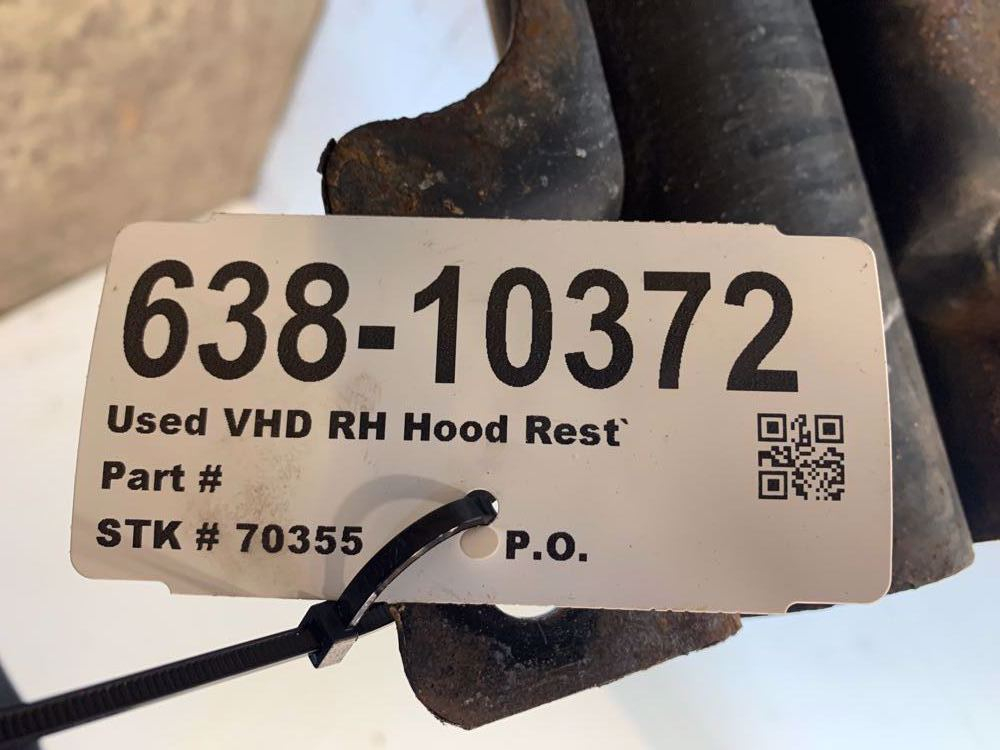 638-10372
Used VHD RH Hood Rest`
Part #
STK # 70355 P.O.